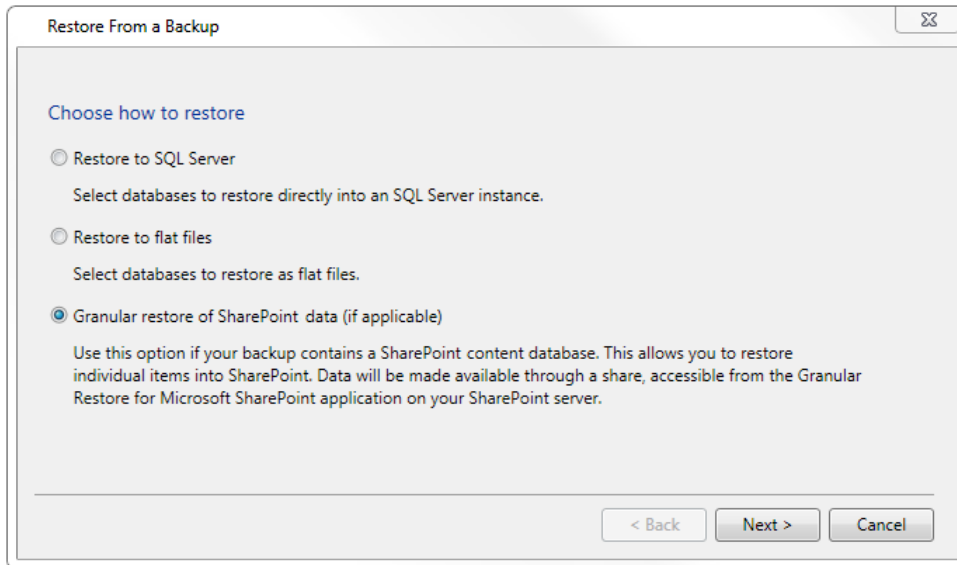 Restore From a Backup
Choose how to restore
Restore to SQL Server
Select databases to restore directly into an SQL Server instance.
Restore to flat files
Select databases to restore as flat files.
Granular restore of SharePoint data (if applicable)
Use this option if your backup contains a SharePoint content database. This allows you to restore
individual items into SharePoint. Data will be made available through a share, accessible from the Granular
Restore for Microsoft SharePoint application on your SharePoint server.
< Back Next > Cancel